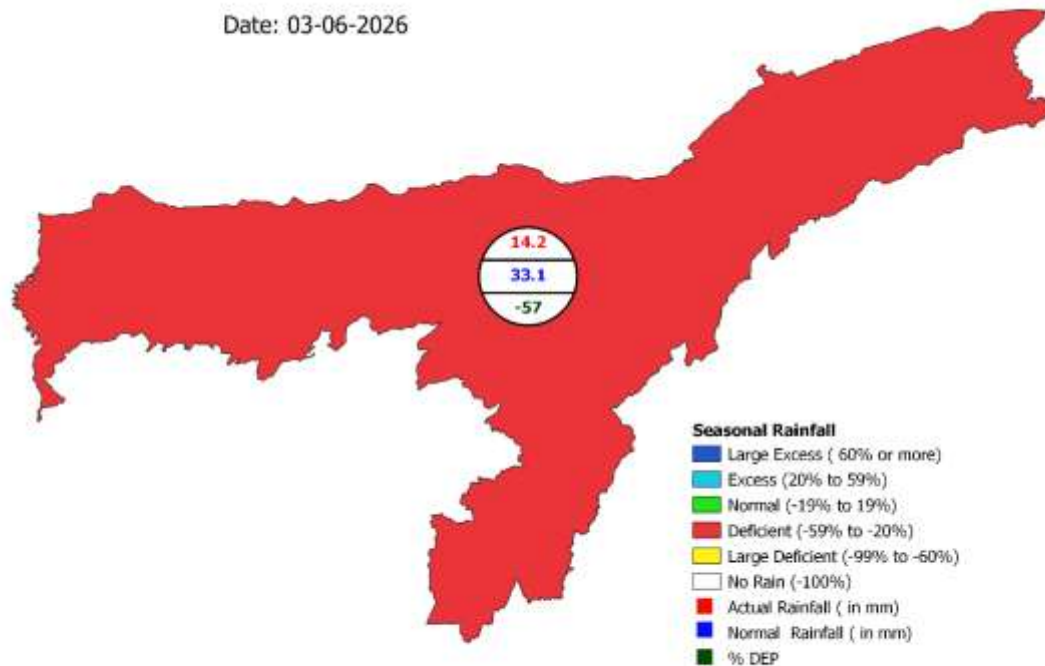 Date: 03-06-2026
14.2
33.1
-57
Seasonal Rainfall
Large Excess ( 60% or more)
Excess (20% to 59%)
Normal (-19% to 19%)
Deficient (-59% to -20%)
Large Deficient (-99% to -60%)
No Rain (-100%)
Actual Rainfall ( in mm)
Normal Rainfall ( in mm)
% DEP